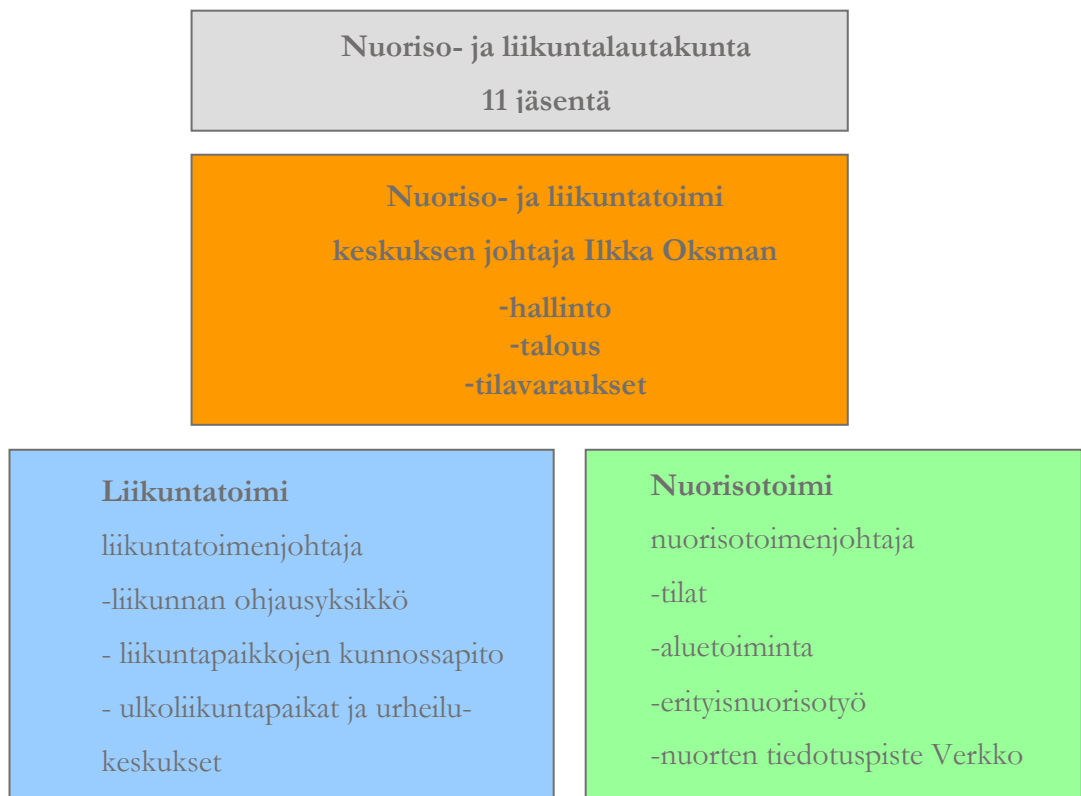 Nuoriso- ja liikuntalautakunta
11 jäsentä
Nuoriso- ja liikuntatoimi
keskuksen johtaja Ilkka Oksman
-hallinto
-talous
-tilavaraukset
Liikuntatoimi
liikuntatoimenjohtaja
-liikunnan ohjausyksikkö
- liikuntapaikkojen kunnossapito
- ulkoliikuntapaikat ja urheilu-
keskukset
Nuorisotoimi
nuorisotoimenjohtaja
-tilat
-aluetoiminta
-erityisnuorisotyö
-nuorten tiedotuspiste Verkko